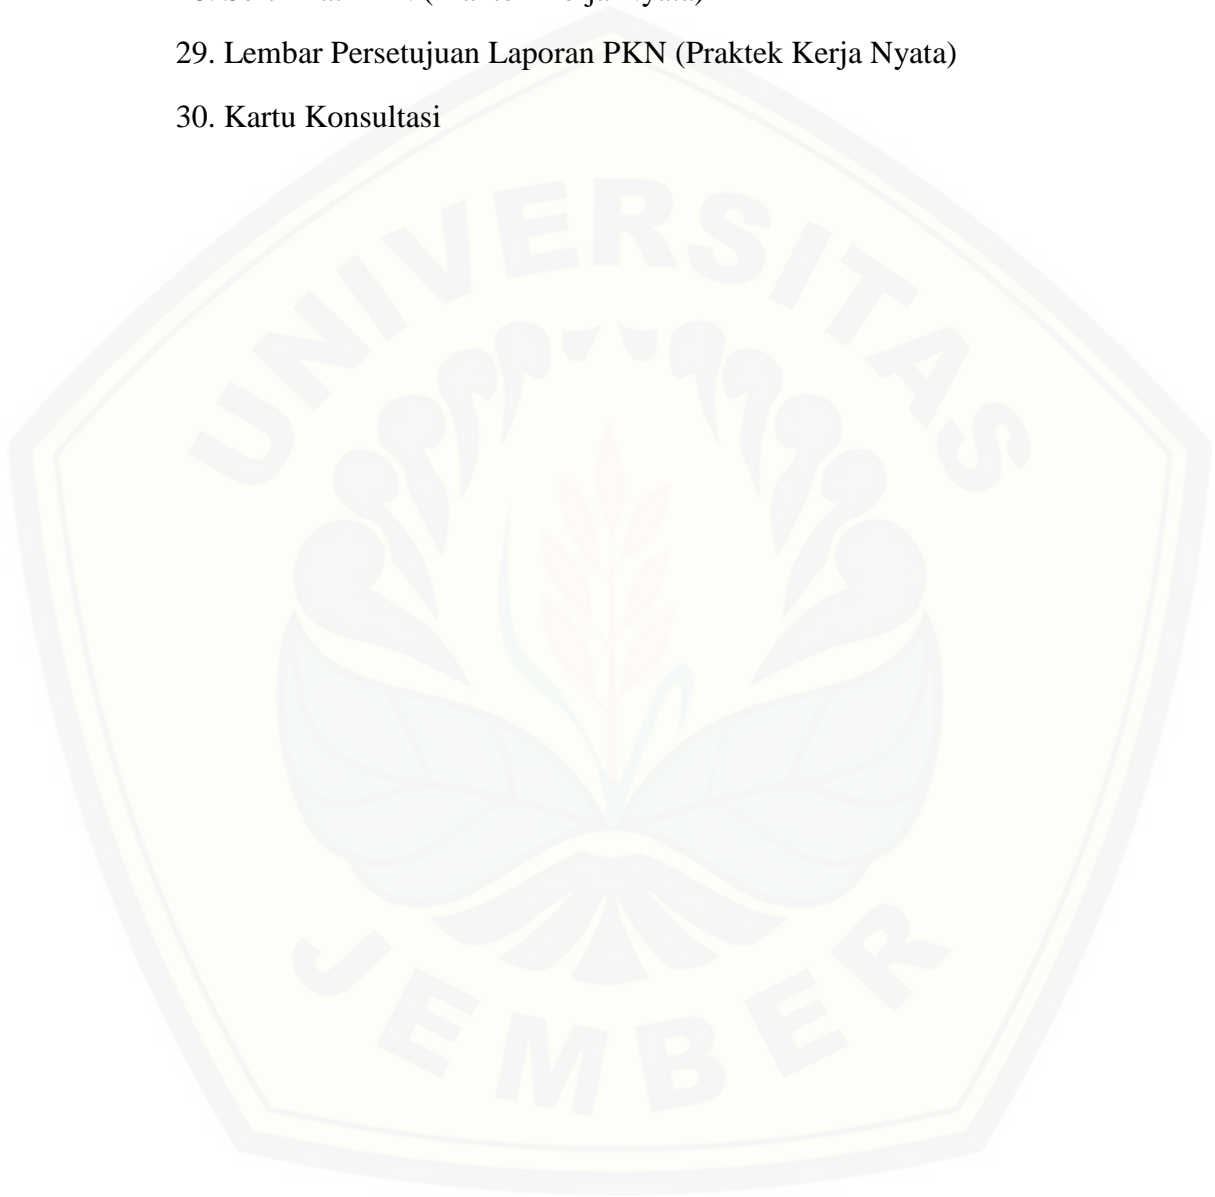 29. Lembar Persetujuan Laporan PKN (Praktek Kerja Nyata)
30. Kartu Konsultasi
UNIVERSITAS
JEMBER